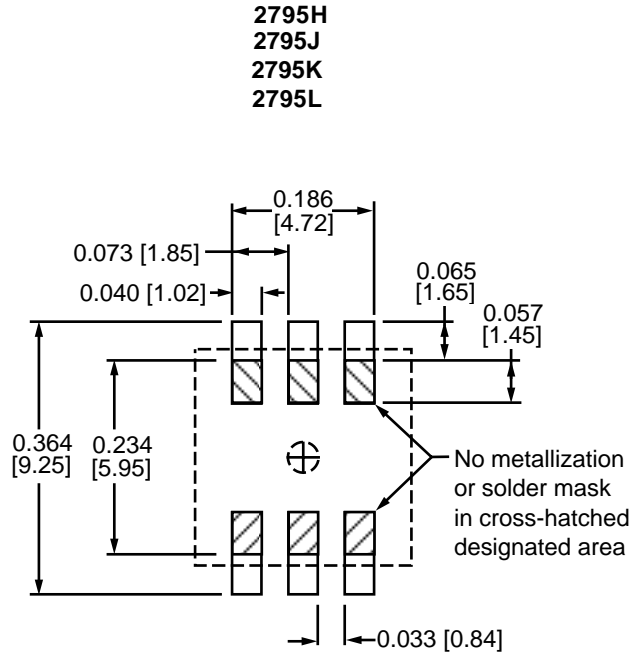 2795H
2795J
2795K
2795L
0.186
[4.72]
0.073 [1.85]
0.040 [1.02]
0.065
[1.65]
0.057
[1.45]
0.364
[9.25]
0.234
[5.95]
No metallization
or solder mask
in cross-hatched
designated area
0.033 [0.84]